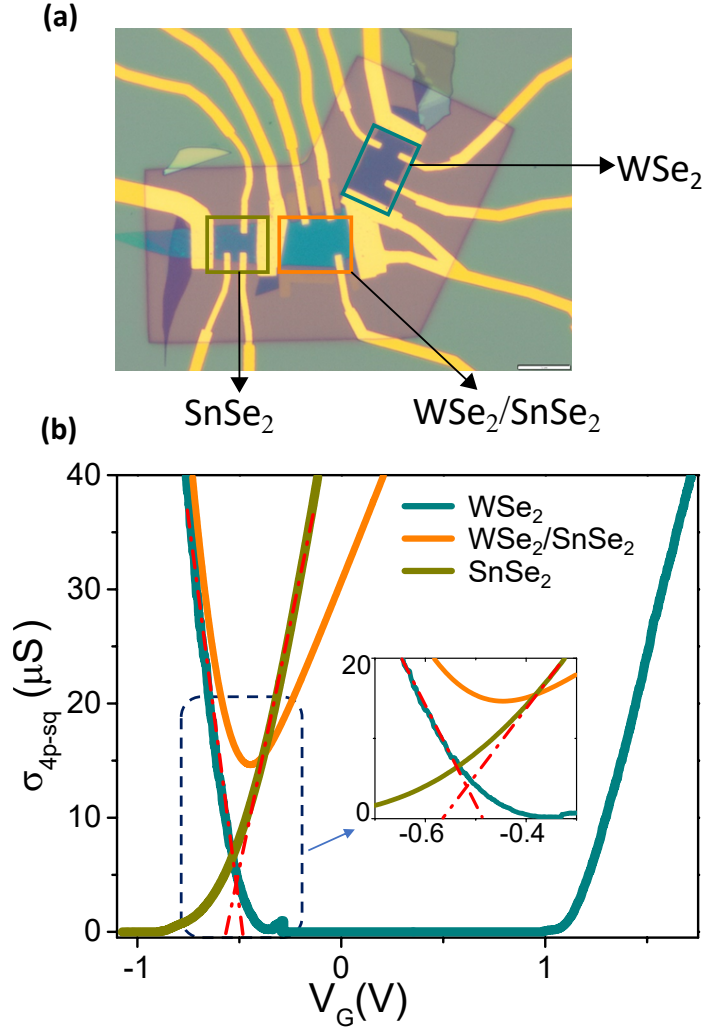 (a)
WSe₂
SnSe₂
WSe₂/SnSe₂
(b)
σ4p-sq (μS)
40
30
20
10
0
WSe₂
WSe₂/SnSe₂
SnSe₂
20
10
0
-0.6
-0.4
-1
0
1
V_G(V)